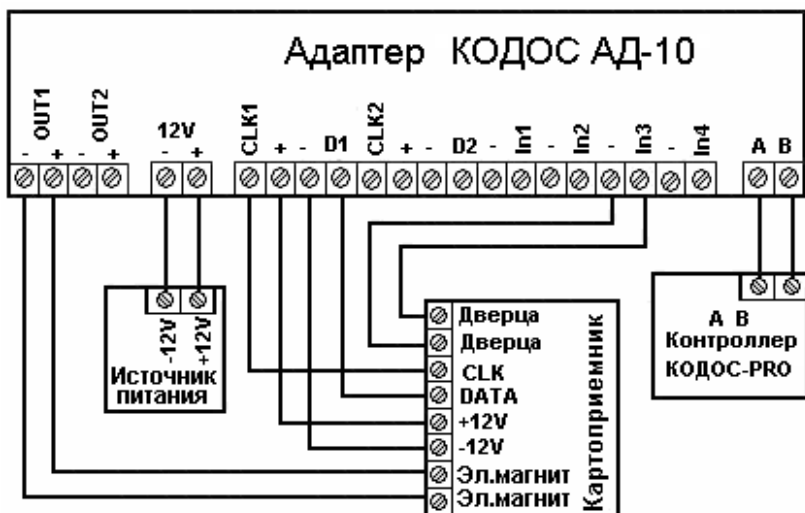 Адаптер КОДОС АД-10
OUT1
OUT2
12V
CLK1
D1
CLK2
D2
In1
In2
In3
In4
A B
- + - +
- +
+ -
+ - - - - -
-12V
+12V
Источник
питания
Дверца
Дверца
CLK
DATA
+12V
-12V
Эл.магнит
Эл.магнит
Картоприемник
А В
Контроллер
КОДОС-PRO